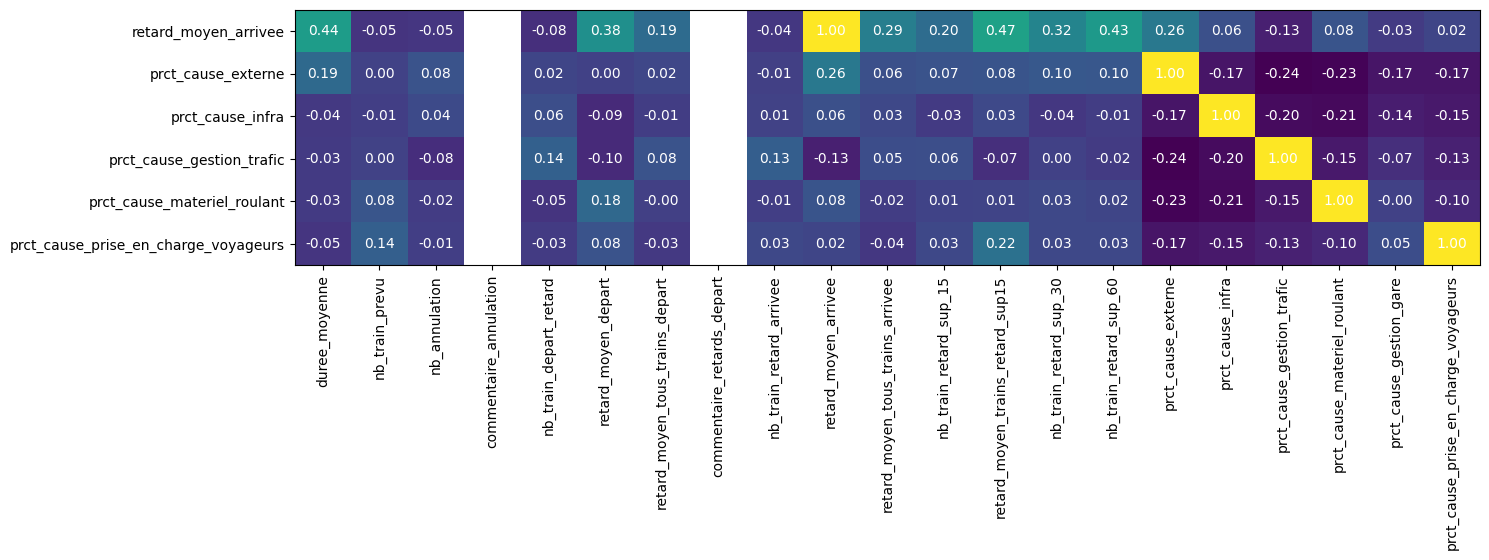 retard_moyen_arrivee 0.44 -0.05 -0.05 -0.08 0.38 0.19 -0.04 1.00 0.29 0.20 0.47 0.32 0.43 0.26 0.06 -0.13 0.08 -0.03 0.02
prct_cause_externe 0.19 0.00 0.08 0.02 0.00 0.02 -0.01 0.26 0.06 0.07 0.08 0.10 0.10 1.00 -0.17 -0.24 -0.23 -0.17 -0.17
prct_cause_infra -0.04 -0.01 0.04 0.06 -0.09 -0.01 0.01 0.06 0.03 -0.03 0.03 -0.04 -0.01 -0.17 1.00 -0.20 -0.21 -0.14 -0.15
prct_cause_gestion_trafic -0.03 0.00 -0.08 0.14 -0.10 0.08 0.13 -0.13 0.05 0.06 -0.07 0.00 -0.02 -0.24 -0.20 1.00 -0.15 -0.07 -0.13
prct_cause_materiel_roulant -0.03 0.08 -0.02 -0.05 0.18 -0.00 -0.01 0.08 -0.02 0.01 0.01 0.03 0.02 -0.23 -0.21 -0.15 1.00 -0.00 -0.10
prct_cause_prise_en_charge_voyageurs -0.05 0.14 -0.01 -0.03 0.08 -0.03 0.03 0.02 -0.04 0.03 0.22 0.03 0.03 -0.17 -0.15 -0.13 -0.10 0.05 1.00
duree_moyenne
nb_train_prevu
nb_annulation
commentaire_annulation
nb_train_depart_retard
retard_moyen_depart
retard_moyen_tous_trains_depart
commentaire_retards_depart
nb_train_retard_arrivee
retard_moyen_arrivee
retard_moyen_tous_trains_arrivee
nb_train_retard_sup_15
retard_moyen_trains_retard_sup15
nb_train_retard_sup_30
nb_train_retard_sup_60
prct_cause_externe
prct_cause_infra
prct_cause_gestion_trafic
prct_cause_materiel_roulant
prct_cause_gestion_gare
prct_cause_prise_en_charge_voyageurs